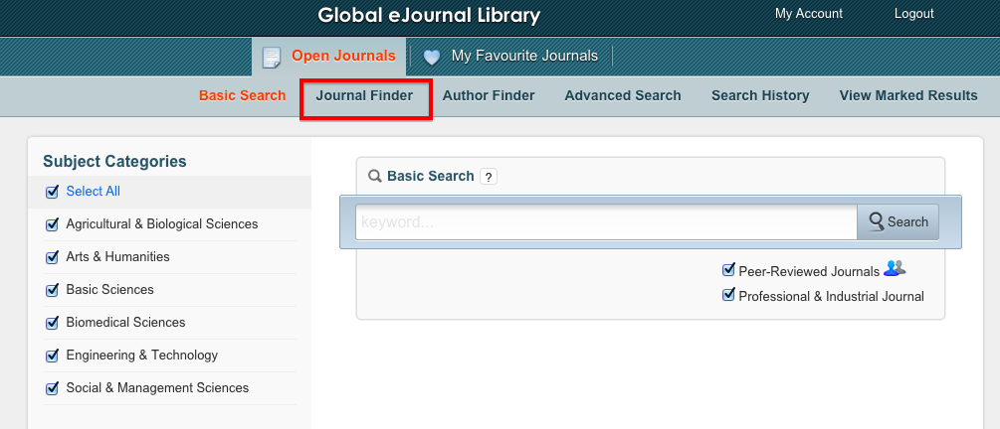 Global eJournal Library
My Account
Logout
Open Journals
My Favourite Journals
Basic Search
Journal Finder
Author Finder
Advanced Search
Search History
View Marked Results
Subject Categories
Select All
Agricultural & Biological Sciences
Arts & Humanities
Basic Sciences
Biomedical Sciences
Engineering & Technology
Social & Management Sciences
Basic Search ?
keyword...
Search
Peer-Reviewed Journals
Professional & Industrial Journal